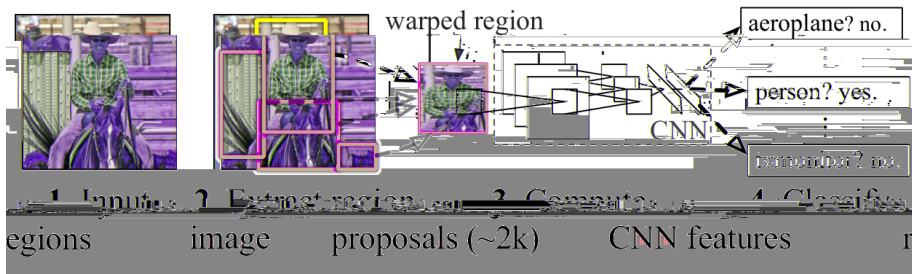 warped region
aeroplane? no.
person? yes.
CNN
tvmonitor? no.
1. Input 2. Extract region 3. Compute 4. Classify
egions image proposals (~2k) CNN features r